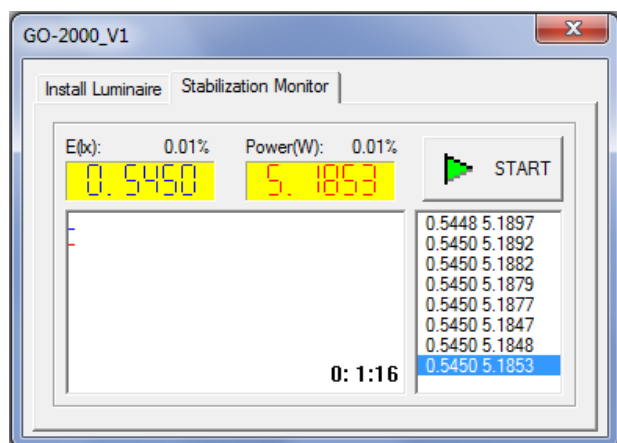 GO-2000_V1
Install Luminaire Stabilization Monitor
E(lx): 0.01% Power(W): 0.01%
0.5450 5.1853 START
0.5448 5.1897
0.5450 5.1892
0.5450 5.1882
0.5450 5.1879
0.5450 5.1877
0.5450 5.1847
0.5450 5.1848
0.5450 5.1853
0: 1:16